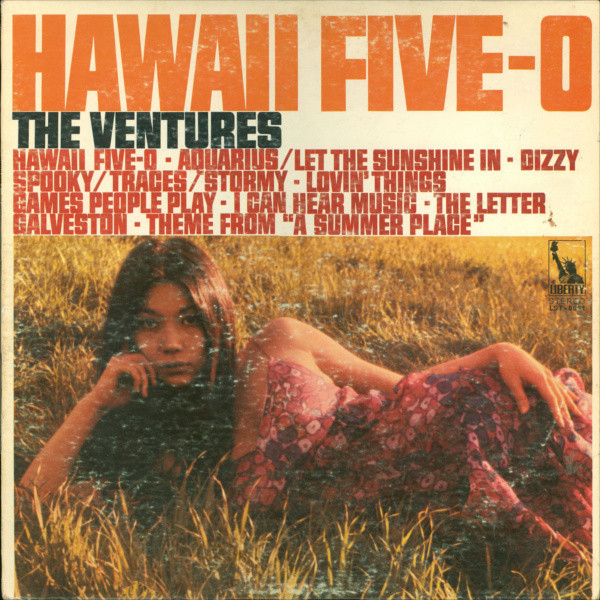 HAWAII FIVE-O
THE VENTURES
HAWAII FIVE-O - AQUARIUS/LET THE SUNSHINE IN - DIZZY
SPOOKY/TRACES/STORMY - LOVIN' THINGS
GAMES PEOPLE PLAY - I CAN HEAR MUSIC - THE LETTER
GALVESTON - THEME FROM "A SUMMER PLACE"
LIBERTY
STEREO